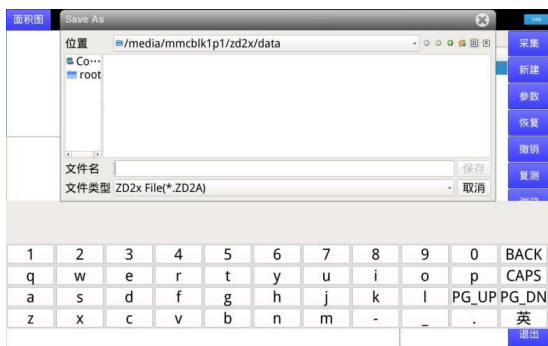 面积图
Save As
54%
位置 /media/mmcblk1p1/zd2x/data
Co…
root
文件名 保存
文件类型 ZD2x File(*.ZD2A) 取消
采集
新建
参数
恢复
撤销
复测
1 2 3 4 5 6 7 8 9 0 BACK
q w e r t y u i o p CAPS
a s d f g h j k l PG_UP PG_DN
z x c v b n m - _ . 英
退出